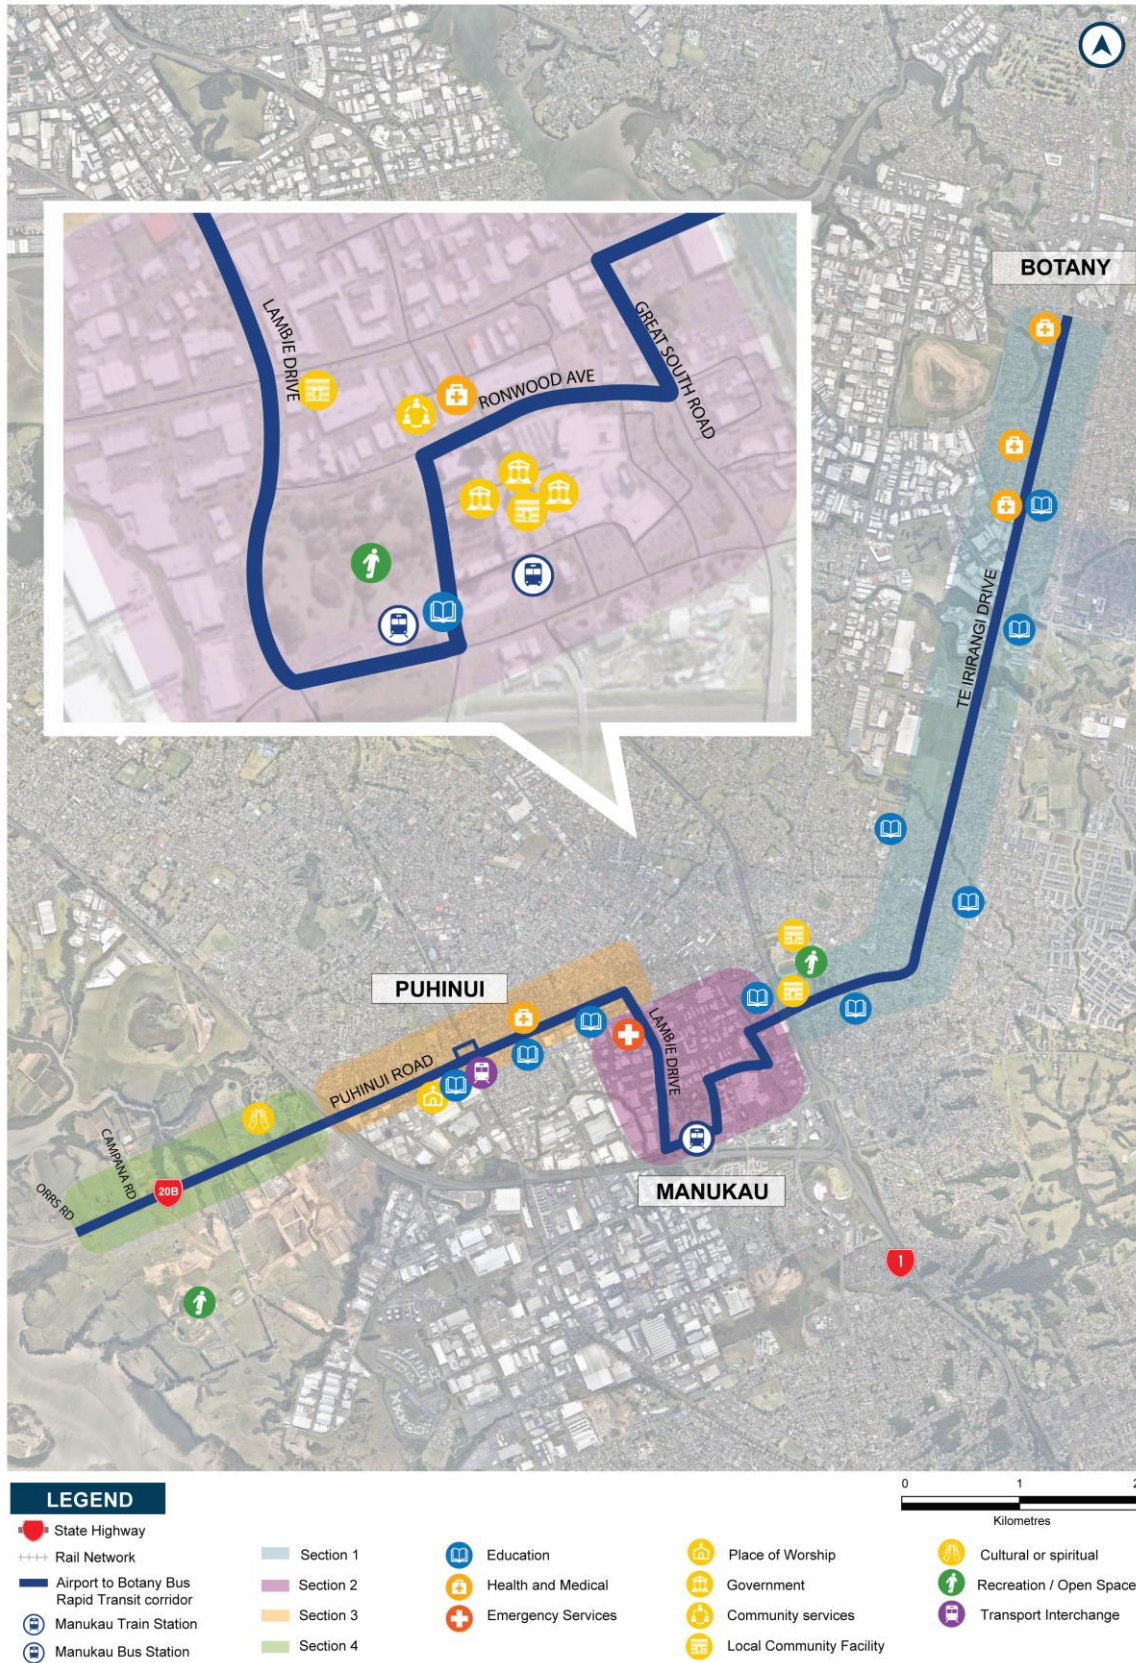 BOTANY
LAMBIE DRIVE
GREAT SOUTH ROAD
RONWOOD AVE
TE IRIRANGI DRIVE
PUHINUI
LAMBIE DRIVE
PUHINUI ROAD
CAMPANA RD
ORRS RD
20B
MANUKAU
1
LEGEND
State Highway
Rail Network
Airport to Botany Bus
Rapid Transit corridor
Manukau Train Station
Manukau Bus Station
Section 1
Section 2
Section 3
Section 4
Education
Health and Medical
Emergency Services
Place of Worship
Government
Community services
Local Community Facility
Cultural or spiritual
Recreation / Open Space
Transport Interchange
0 1 2
Kilometres